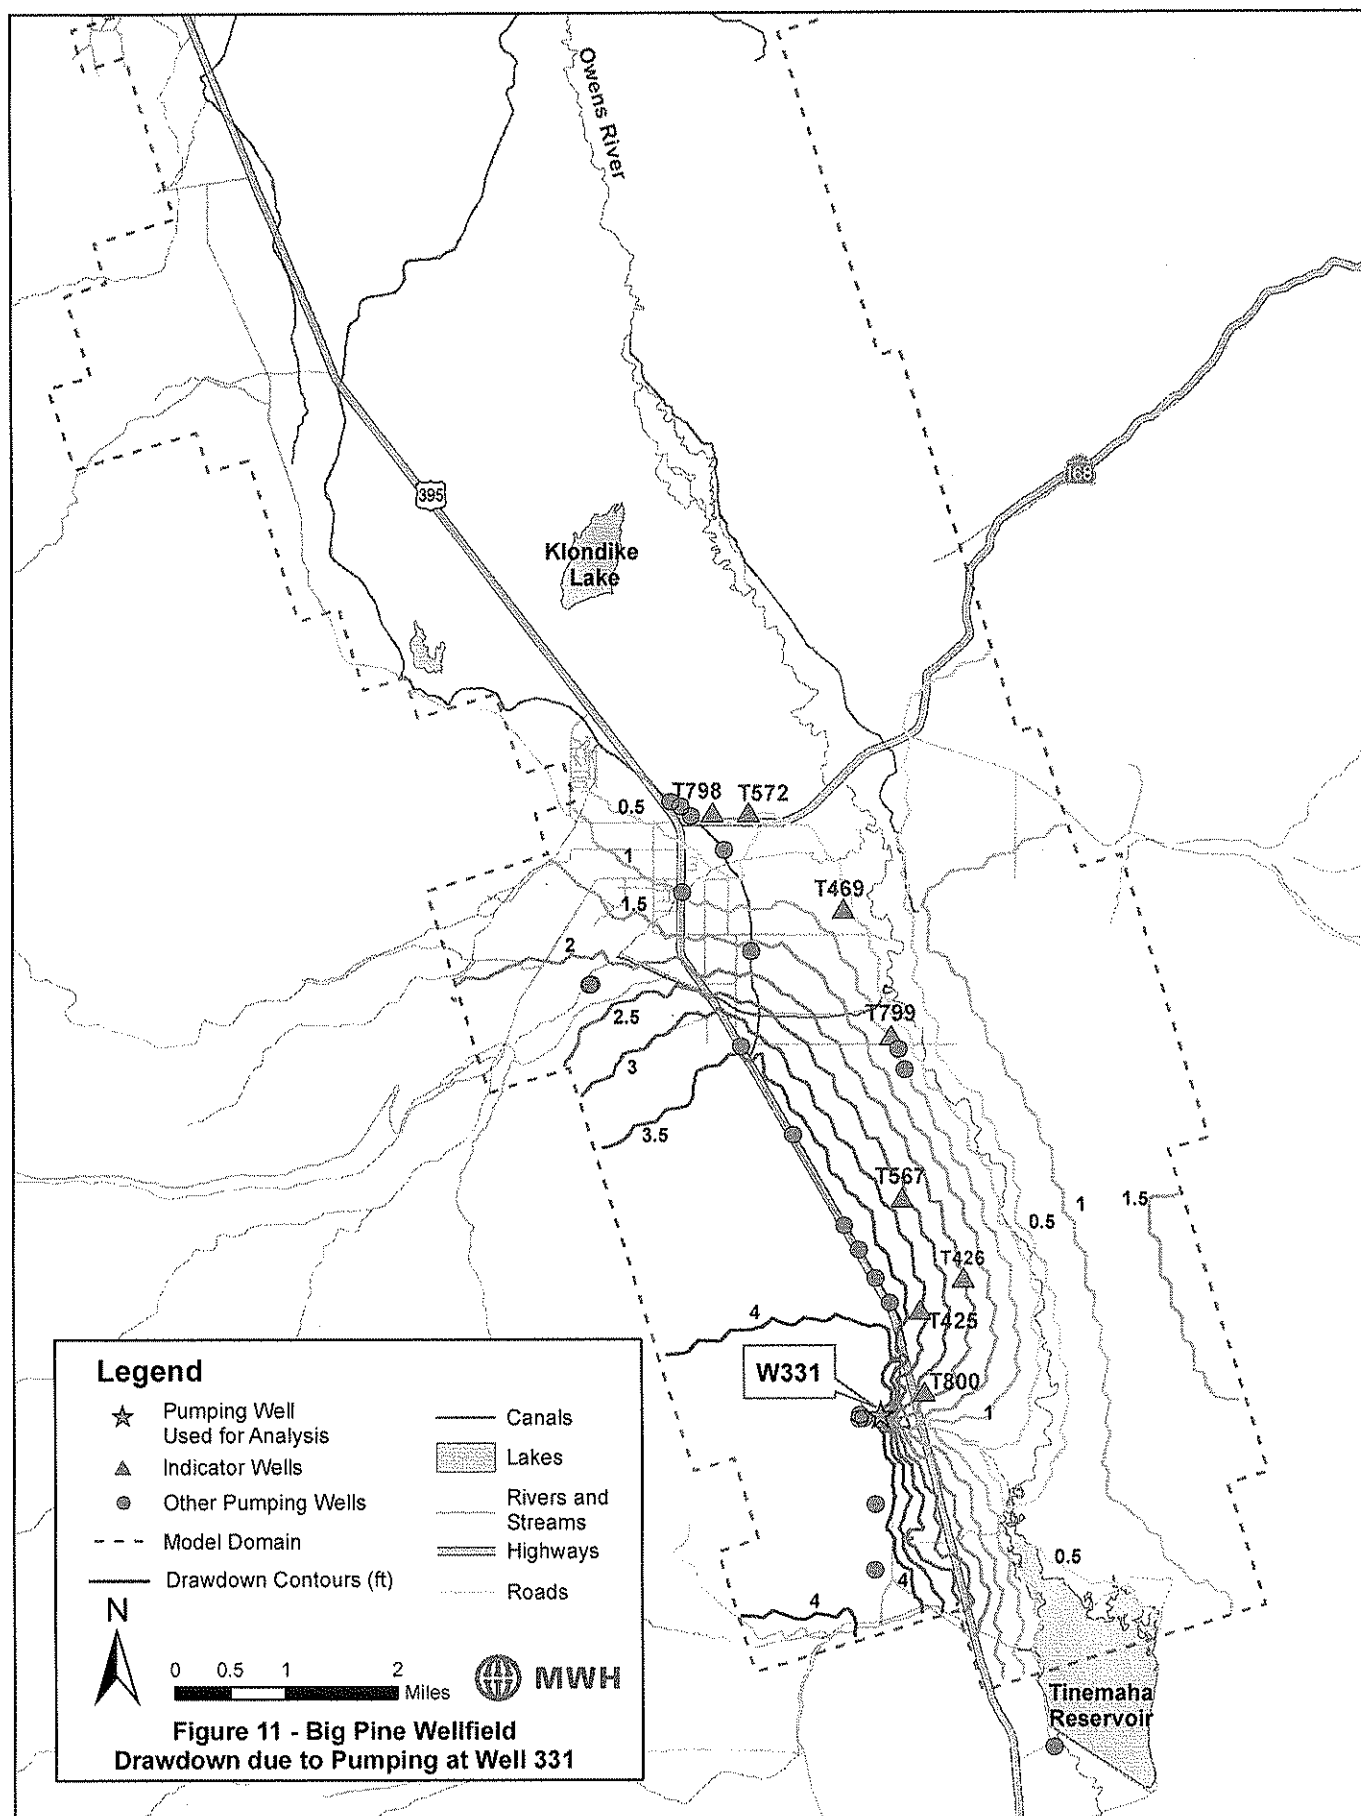 Owens River
168
395
Klondike
Lake
T798
T572
0.5
1
T469
1.5
2
T799
2.5
3
3.5
T567
1.5
1
0.5
T426
4
T425
W331
T800
1
0.5
4
4
Tinemaha
Reservoir
Legend
Pumping Well
Used for Analysis
Indicator Wells
Other Pumping Wells
Model Domain
Drawdown Contours (ft)
Canals
Lakes
Rivers and
Streams
Highways
Roads
N
0 0.5 1 2
Miles
MWH
Figure 11 - Big Pine Wellfield
Drawdown due to Pumping at Well 331